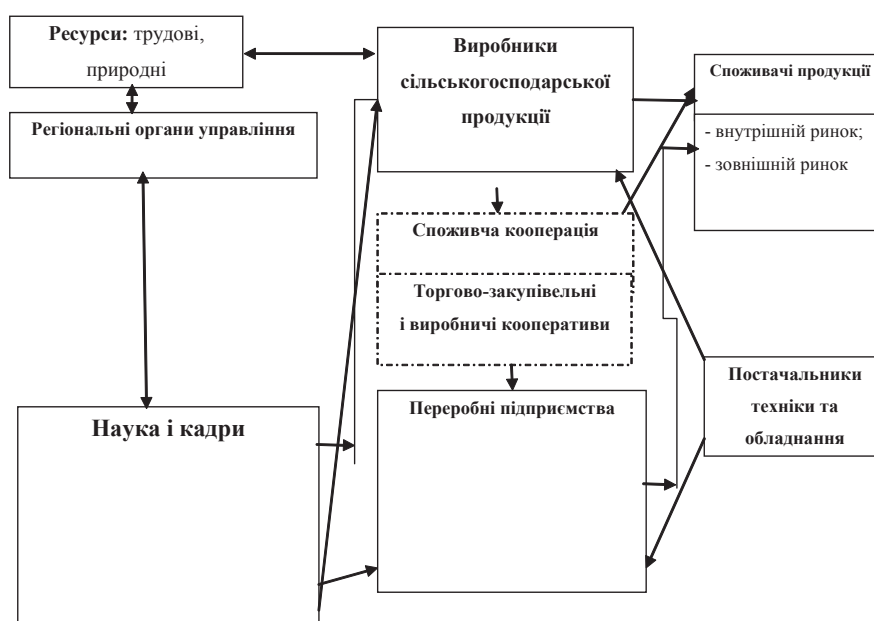 Ресурси: трудові,
природні
Регіональні органи управління
Виробники
сільськогосподарської
продукції
Споживачі продукції
- внутрішній ринок;
- зовнішній ринок
Споживча кооперація
Торгово-закупівельні
і виробничі кооперативи
Наука і кадри
Переробні підприємства
Постачальники
техніки та
обладнання